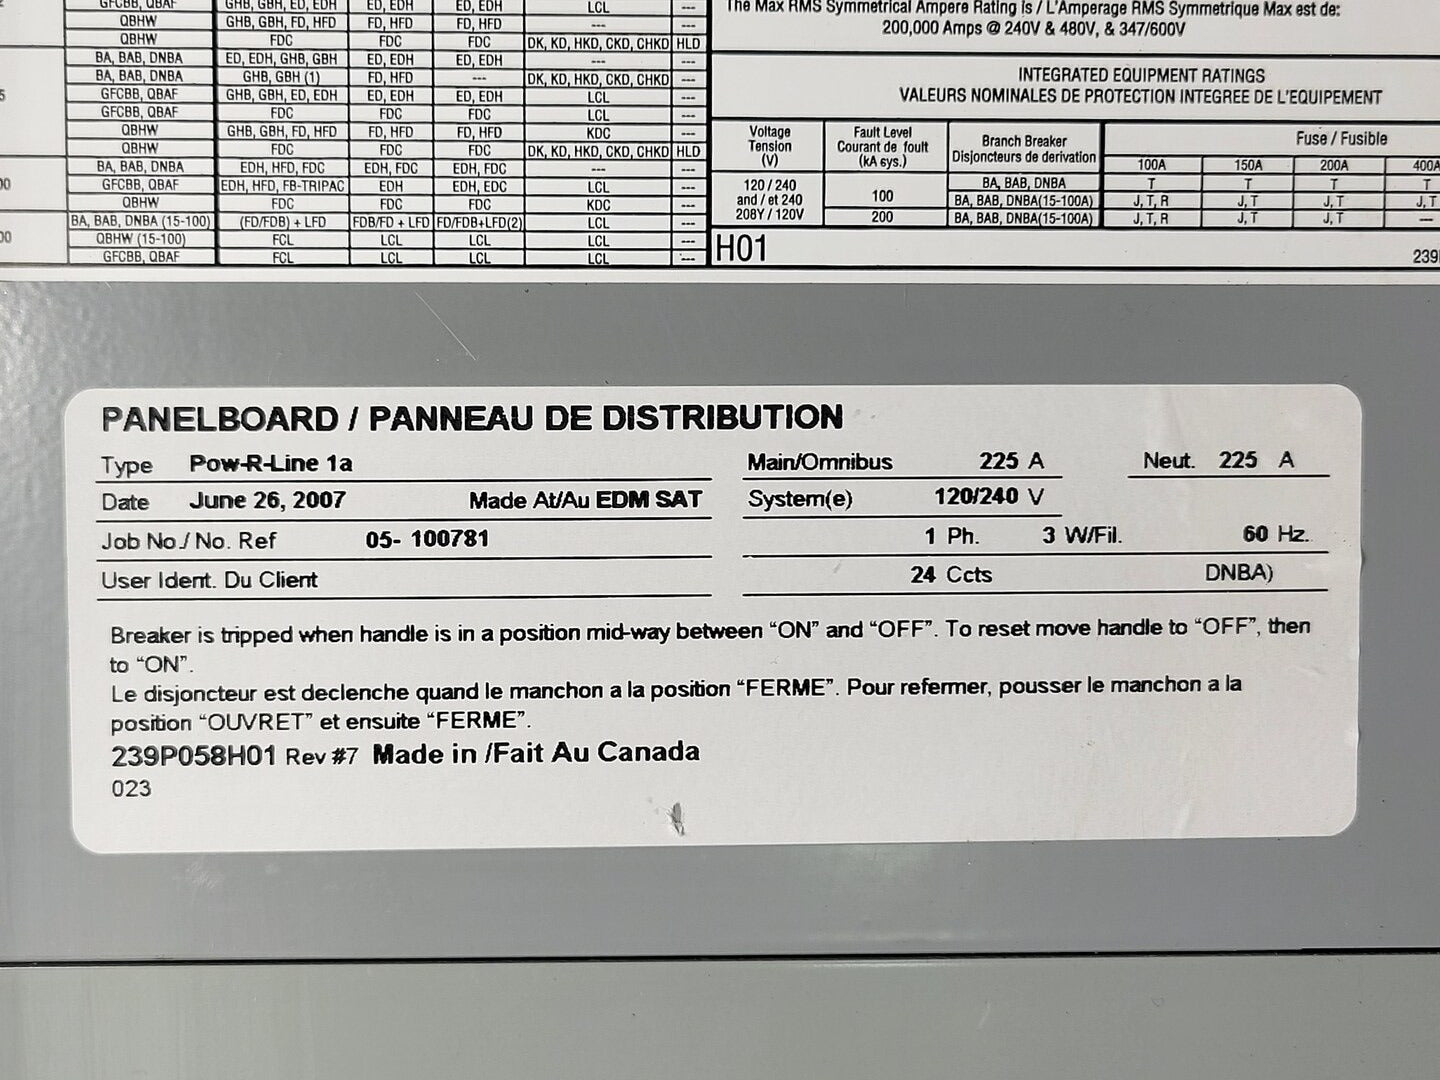 GFCBB, QBAF GHB, GBH, ED, EDH ED, EDH ED, EDH LCL ---
QBHW GHB, GBH, FD, HFD FD, HFD FD, HFD --- ---
QBHW FDC FDC FDC DK, KD, HKD, CKD, CHKD HLD
BA, BAB, DNBA ED, EDH, GHB, GBH ED, EDH ED, EDH --- ---
BA, BAB, DNBA GHB, GBH (1) FD, HFD --- DK, KD, HKD, CKD, CHKD ---
GFCBB, QBAF GHB, GBH, ED, EDH ED, EDH ED, EDH LCL ---
GFCBB, QBAF FDC FDC FDC LCL ---
QBHW GHB, GBH, FD, HFD FD, HFD FD, HFD KDC ---
QBHW FDC FDC FDC DK, KD, HKD, CKD, CHKD HLD
BA, BAB, DNBA EDH, HFD, FDC EDH, FDC EDH, FDC --- ---
GFCBB, QBAF EDH, HFD, FB-TRIPAC EDH EDH, EDC LCL ---
QBHW FDC FDC FDC KDC ---
BA, BAB, DNBA (15-100) (FD/FDB) + LFD FDB/FD + LFD FD/FDB+LFD(2) LCL ---
QBHW (15-100) FCL LCL LCL LCL ---
GFCBB, QBAF FCL LCL LCL LCL ---
The Max RMS Symmetrical Ampere Rating is / L'Amperage RMS Symmetrique Max est de:
200,000 Amps @ 240V & 480V, & 347/600V
INTEGRATED EQUIPMENT RATINGS
VALEURS NOMINALES DE PROTECTION INTEGREE DE L'EQUIPEMENT
Voltage Tension (V) Fault Level Courant de foult (kA sys.) Branch Breaker Disjoncteurs de derivation Fuse / Fusible
100A 150A 200A 400A
120 / 240 and / et 240 208Y / 120V 100 BA, BAB, DNBA T T T T
BA, BAB, DNBA(15-100A) J, T, R J, T J, T J, T
200 BA, BAB, DNBA(15-100A) J, T, R J, T J, T ---
H01 239
PANELBOARD / PANNEAU DE DISTRIBUTION
Type Pow-R-Line 1a Main/Omnibus 225 A Neut. 225 A
Date June 26, 2007 Made At/Au EDM SAT System(e) 120/240 V
Job No./ No. Ref 05- 100781 1 Ph. 3 W/Fil. 60 Hz.
User Ident. Du Client 24 Ccts DNBA)
Breaker is tripped when handle is in a position mid-way between “ON” and “OFF”. To reset move handle to “OFF”, then
to “ON”.
Le disjoncteur est declenche quand le manchon a la position “FERME”. Pour refermer, pousser le manchon a la
position “OUVRET” et ensuite “FERME”.
239P058H01 Rev #7 Made in /Fait Au Canada
023